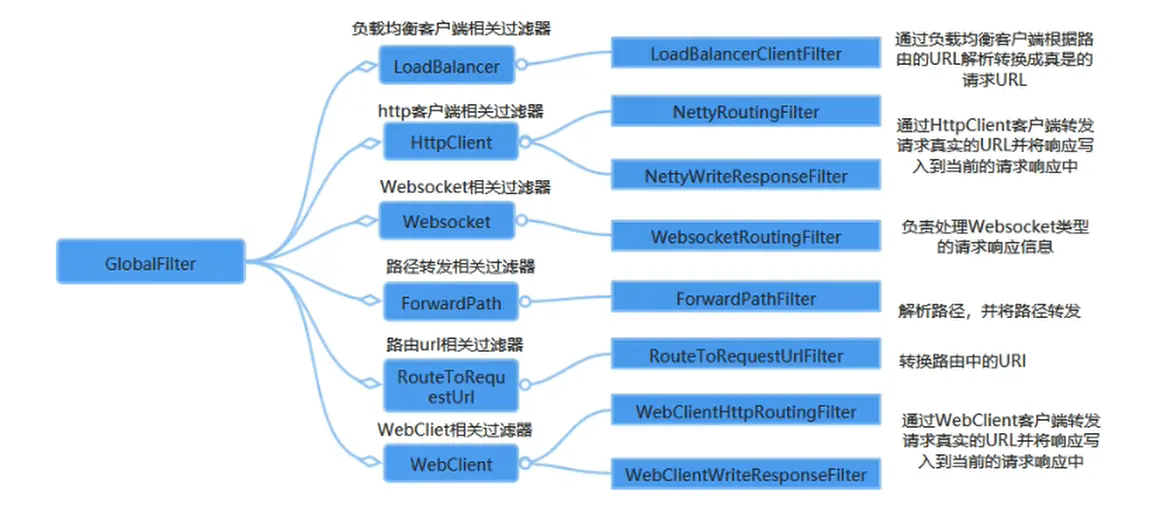 负载均衡客户端相关过滤器
LoadBalancer
LoadBalancerClientFilter
通过负载均衡客户端根据路
由的URL解析转换成真是的
请求URL
http客户端相关过滤器
HttpClient
NettyRoutingFilter
NettyWriteResponseFilter
通过HttpClient客户端转发
请求真实的URL并将响应写
入到当前的请求响应中
Websocket相关过滤器
Websocket
WebsocketRoutingFilter
负责处理Websocket类型
的请求响应信息
GlobalFilter
路径转发相关过滤器
ForwardPath
ForwardPathFilter
解析路径，并将路径转发
路由url相关过滤器
RouteToRequ
estUrl
RouteToRequestUrlFilter
转换路由中的URI
WebCliet相关过滤器
WebClient
WebClientHttpRoutingFilter
WebClientWriteResponseFilter
通过WebClient客户端转发
请求真实的URL并将响应写
入到当前的请求响应中